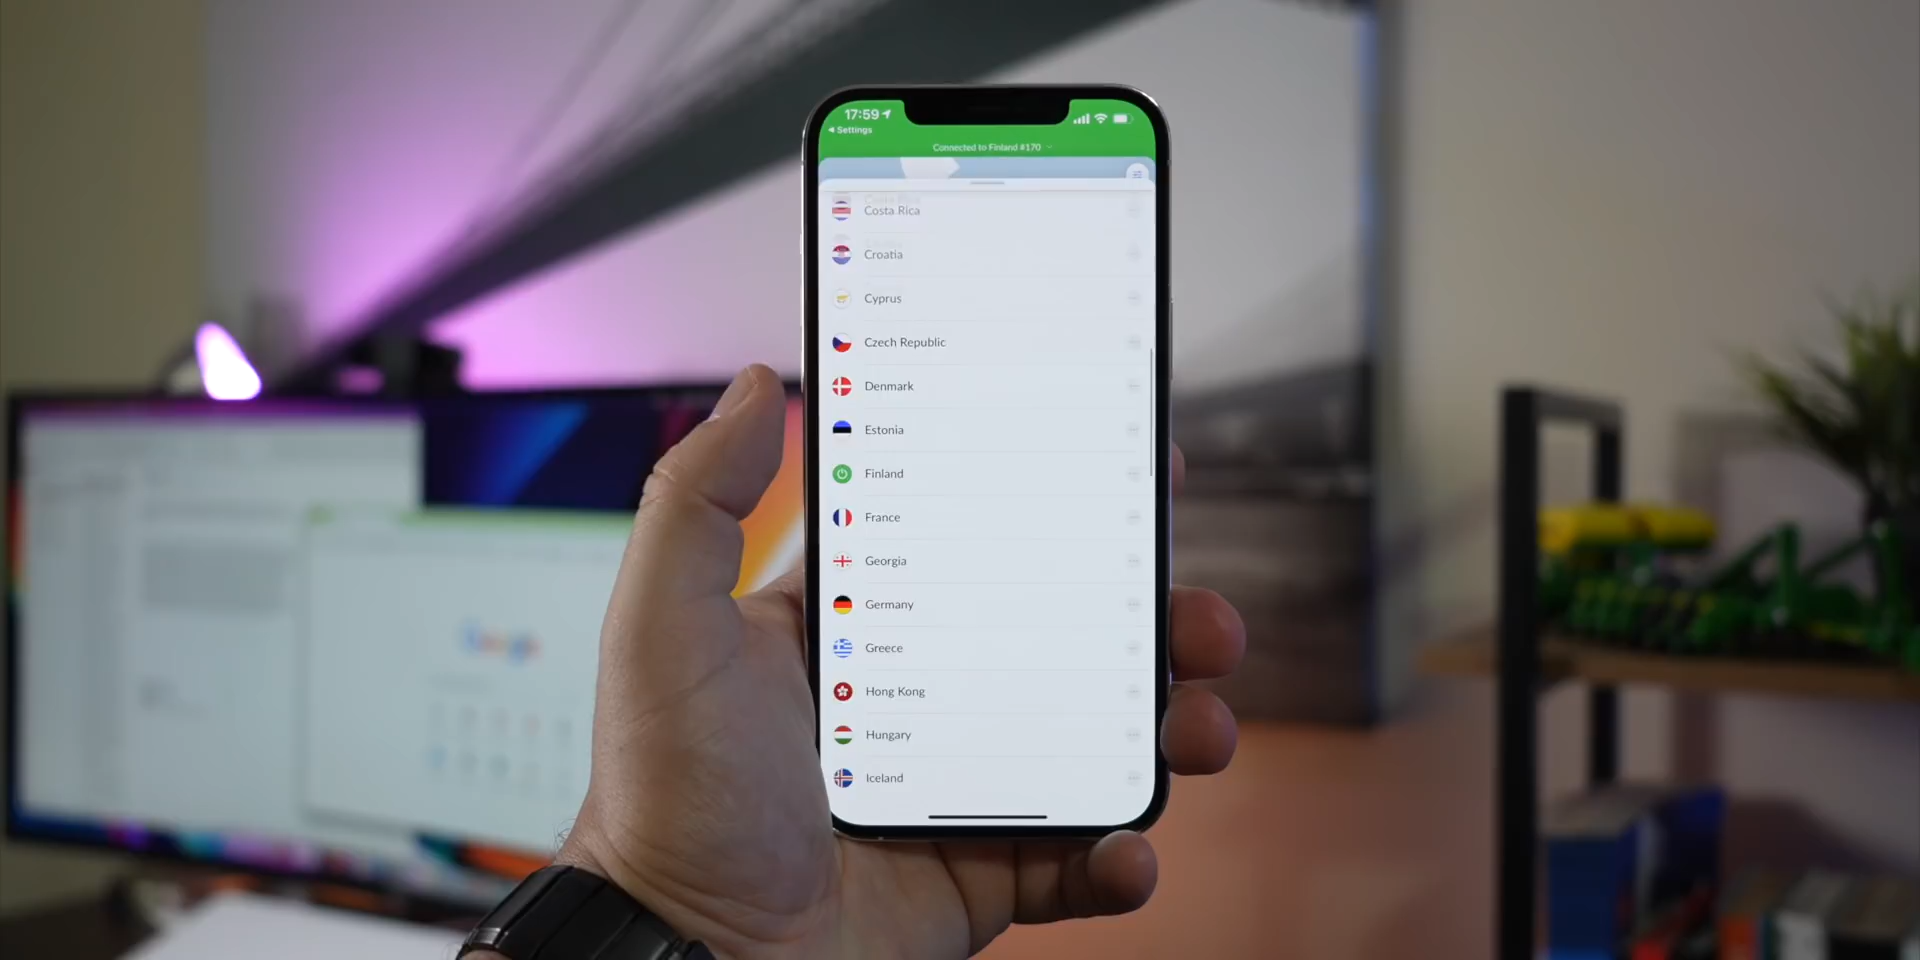 17:59
Settings
Connected to Finland #170
Costa Rica
Croatia
Cyprus
Czech Republic
Denmark
Estonia
Finland
France
Georgia
Germany
Greece
Hong Kong
Hungary
Iceland
Google